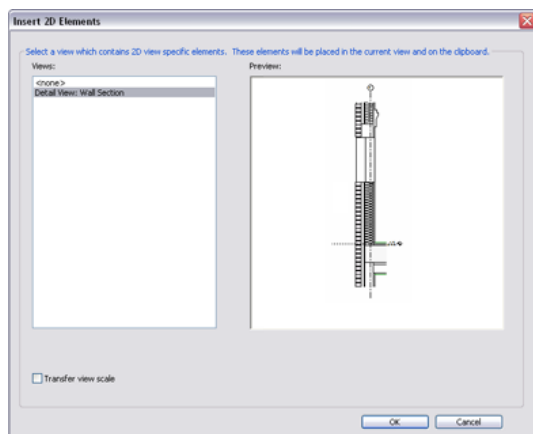 Insert 2D Elements
Select a view which contains 2D view specific elements. These elements will be placed in the current view and on the clipboard.
Views:
Preview:
<none>
Detail View: Wall Section
Transfer view scale
OK
Cancel